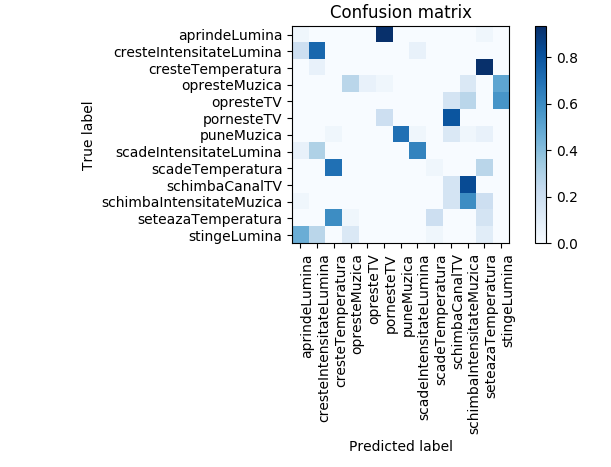 Confusion matrix
True label
aprindeLumina
cresteIntensitateLumina
cresteTemperatura
opresteMuzica
opresteTV
pornesteTV
puneMuzica
scadeIntensitateLumina
scadeTemperatura
schimbaCanalTV
schimbaIntensitateMuzica
seteazaTemperatura
stingeLumina
aprindeLumina
cresteIntensitateLumina
cresteTemperatura
opresteMuzica
opresteTV
pornesteTV
puneMuzica
scadeIntensitateLumina
scadeTemperatura
schimbaCanalTV
schimbaIntensitateMuzica
seteazaTemperatura
stingeLumina
Predicted label
0.8
0.6
0.4
0.2
0.0